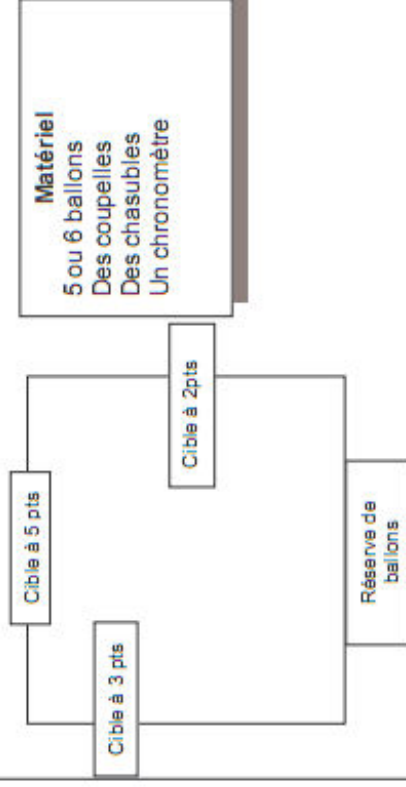 Cible à 5 pts
Cible à 3 pts
Cible à 2pts
Réserve de
ballons
Matériel
5 ou 6 ballons
Des coupelles
Des chasubles
Un chronomètre